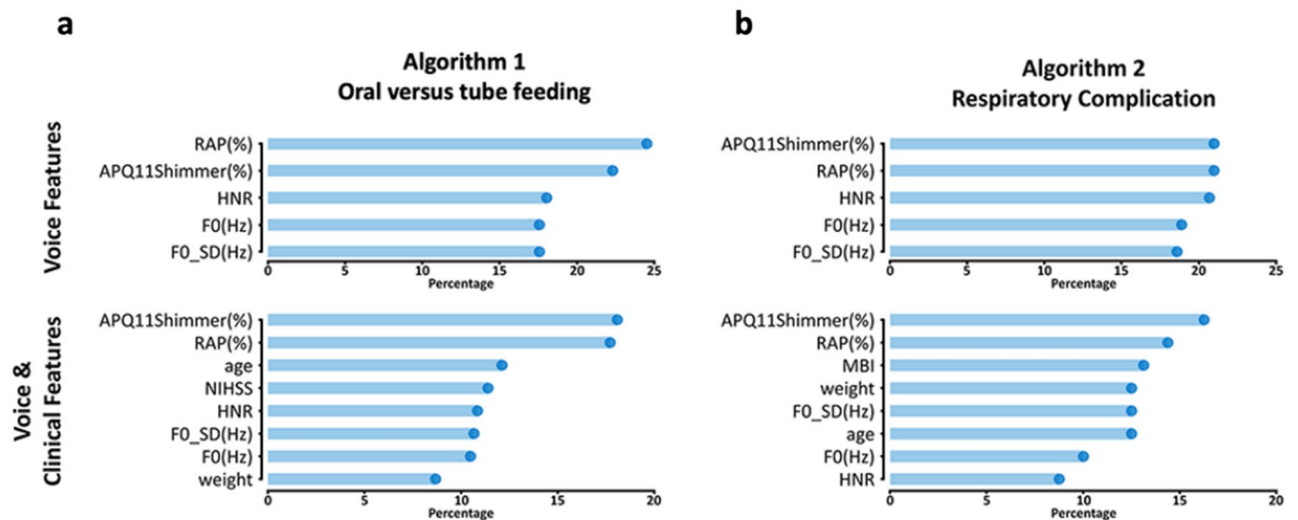 a
Algorithm 1
Oral versus tube feeding
Voice Features
RAP(%)
APQ11Shimmer(%)
HNR
F0(Hz)
F0_SD(Hz)
0 5 10 15 20 25
Percentage
Voice &
Clinical Features
APQ11Shimmer(%)
RAP(%)
age
NIHSS
HNR
F0_SD(Hz)
F0(Hz)
weight
0 5 10 15 20
Percentage
b
Algorithm 2
Respiratory Complication
APQ11Shimmer(%)
RAP(%)
HNR
F0(Hz)
F0_SD(Hz)
0 5 10 15 20 25
Percentage
APQ11Shimmer(%)
RAP(%)
MBI
weight
F0_SD(Hz)
age
F0(Hz)
HNR
0 5 10 15 20
Percentage